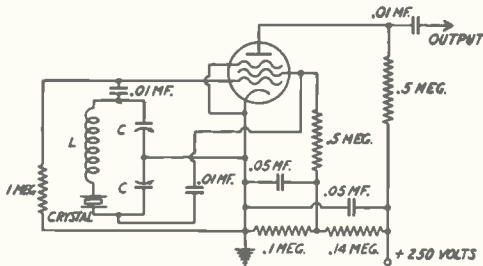 .01 MF.
OUTPUT
.01 MF.
.5 MEG.
L
C
.5 MEG.
1 MEG.
C
.01 MF.
.05 MF.
.05 MF.
CRYSTAL
.1 MEG.
.14 MEG.
+ 250 VOLTS